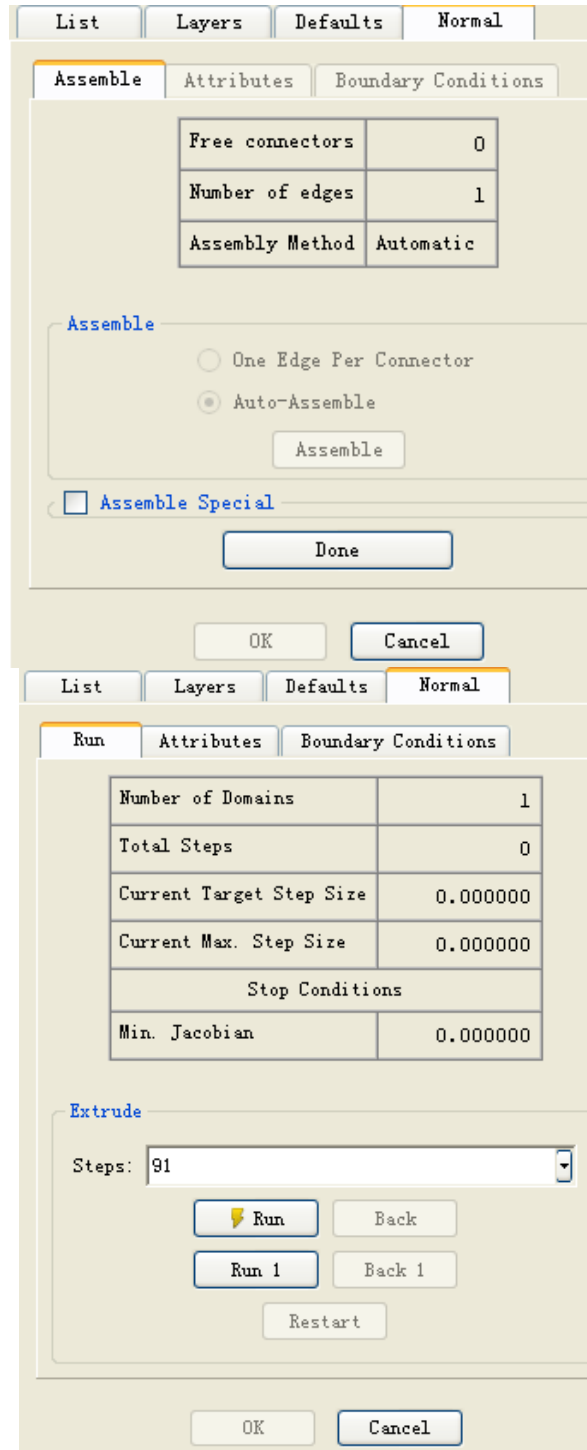 List Layers Defaults Normal
Assemble Attributes Boundary Conditions
Free connectors 0
Number of edges 1
Assembly Method Automatic
Assemble
One Edge Per Connector
Auto-Assemble
Assemble
Assemble Special
Done
OK Cancel
List Layers Defaults Normal
Run Attributes Boundary Conditions
Number of Domains 1
Total Steps 0
Current Target Step Size 0.000000
Current Max. Step Size 0.000000
Stop Conditions
Min. Jacobian 0.000000
Extrude
Steps: 91
Run Back
Run 1 Back 1
Restart
OK Cancel